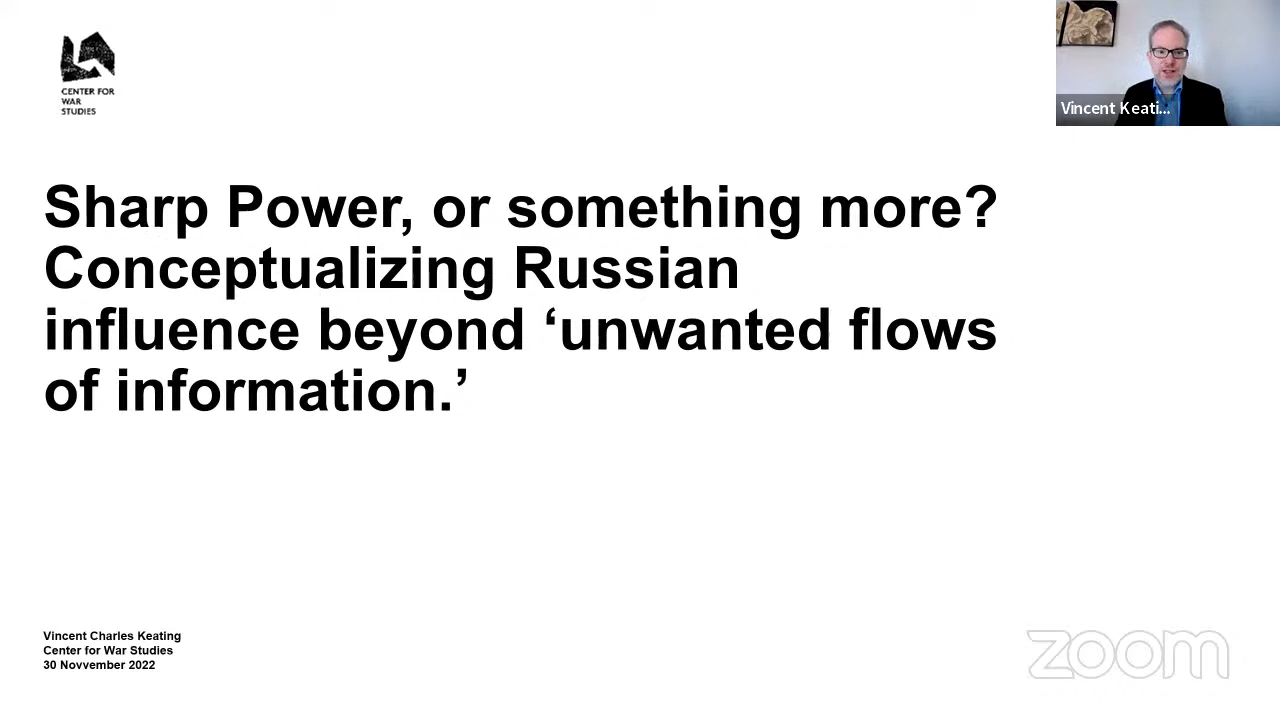 CENTER FOR
WAR
STUDIES
Vincent Keati...
Sharp Power, or something more?
Conceptualizing Russian
influence beyond ‘unwanted flows
of information.’
Vincent Charles Keating
Center for War Studies
30 Novvember 2022
zoom